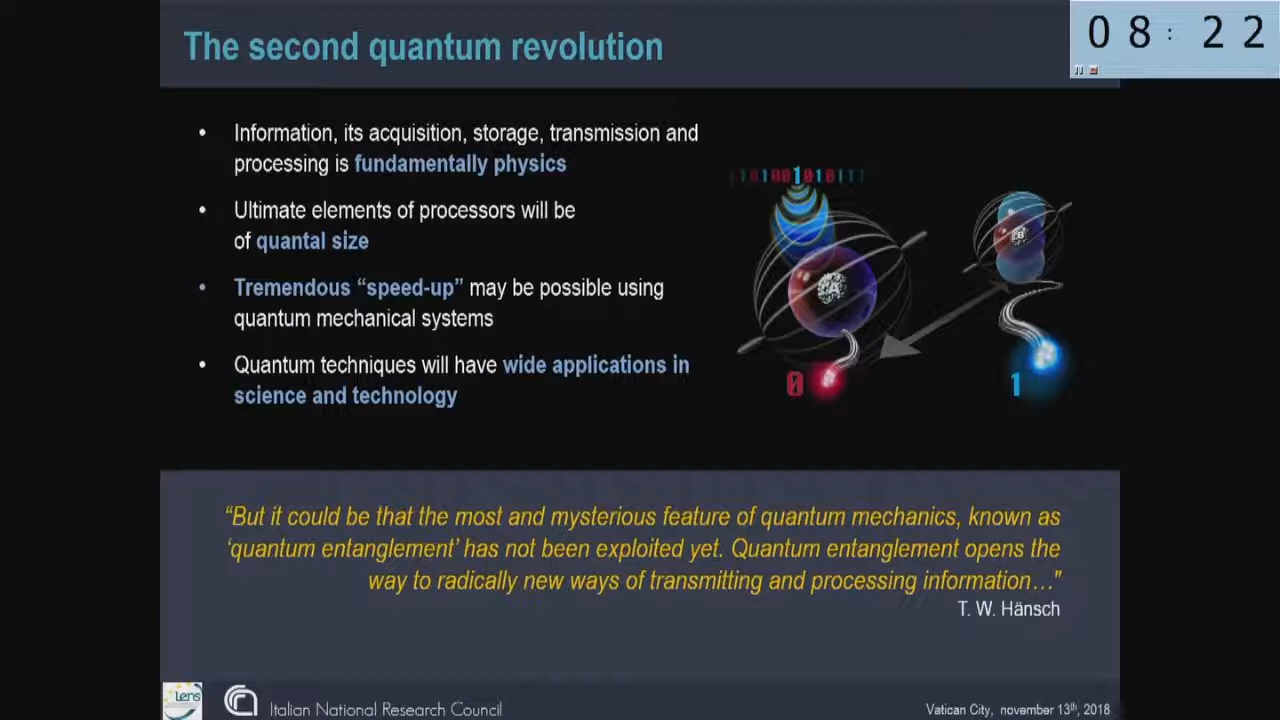 The second quantum revolution
08:22
• Information, its acquisition, storage, transmission and
processing is fundamentally physics
• Ultimate elements of processors will be
of quantal size
• Tremendous “speed-up” may be possible using
quantum mechanical systems
• Quantum techniques will have wide applications in
science and technology
1
A
B
0
1
“But it could be that the most and mysterious feature of quantum mechanics, known as
‘quantum entanglement’ has not been exploited yet. Quantum entanglement opens the
way to radically new ways of transmitting and processing information…"
T. W. Hänsch
Lens
Italian National Research Council
Vatican City, november 13th, 2018